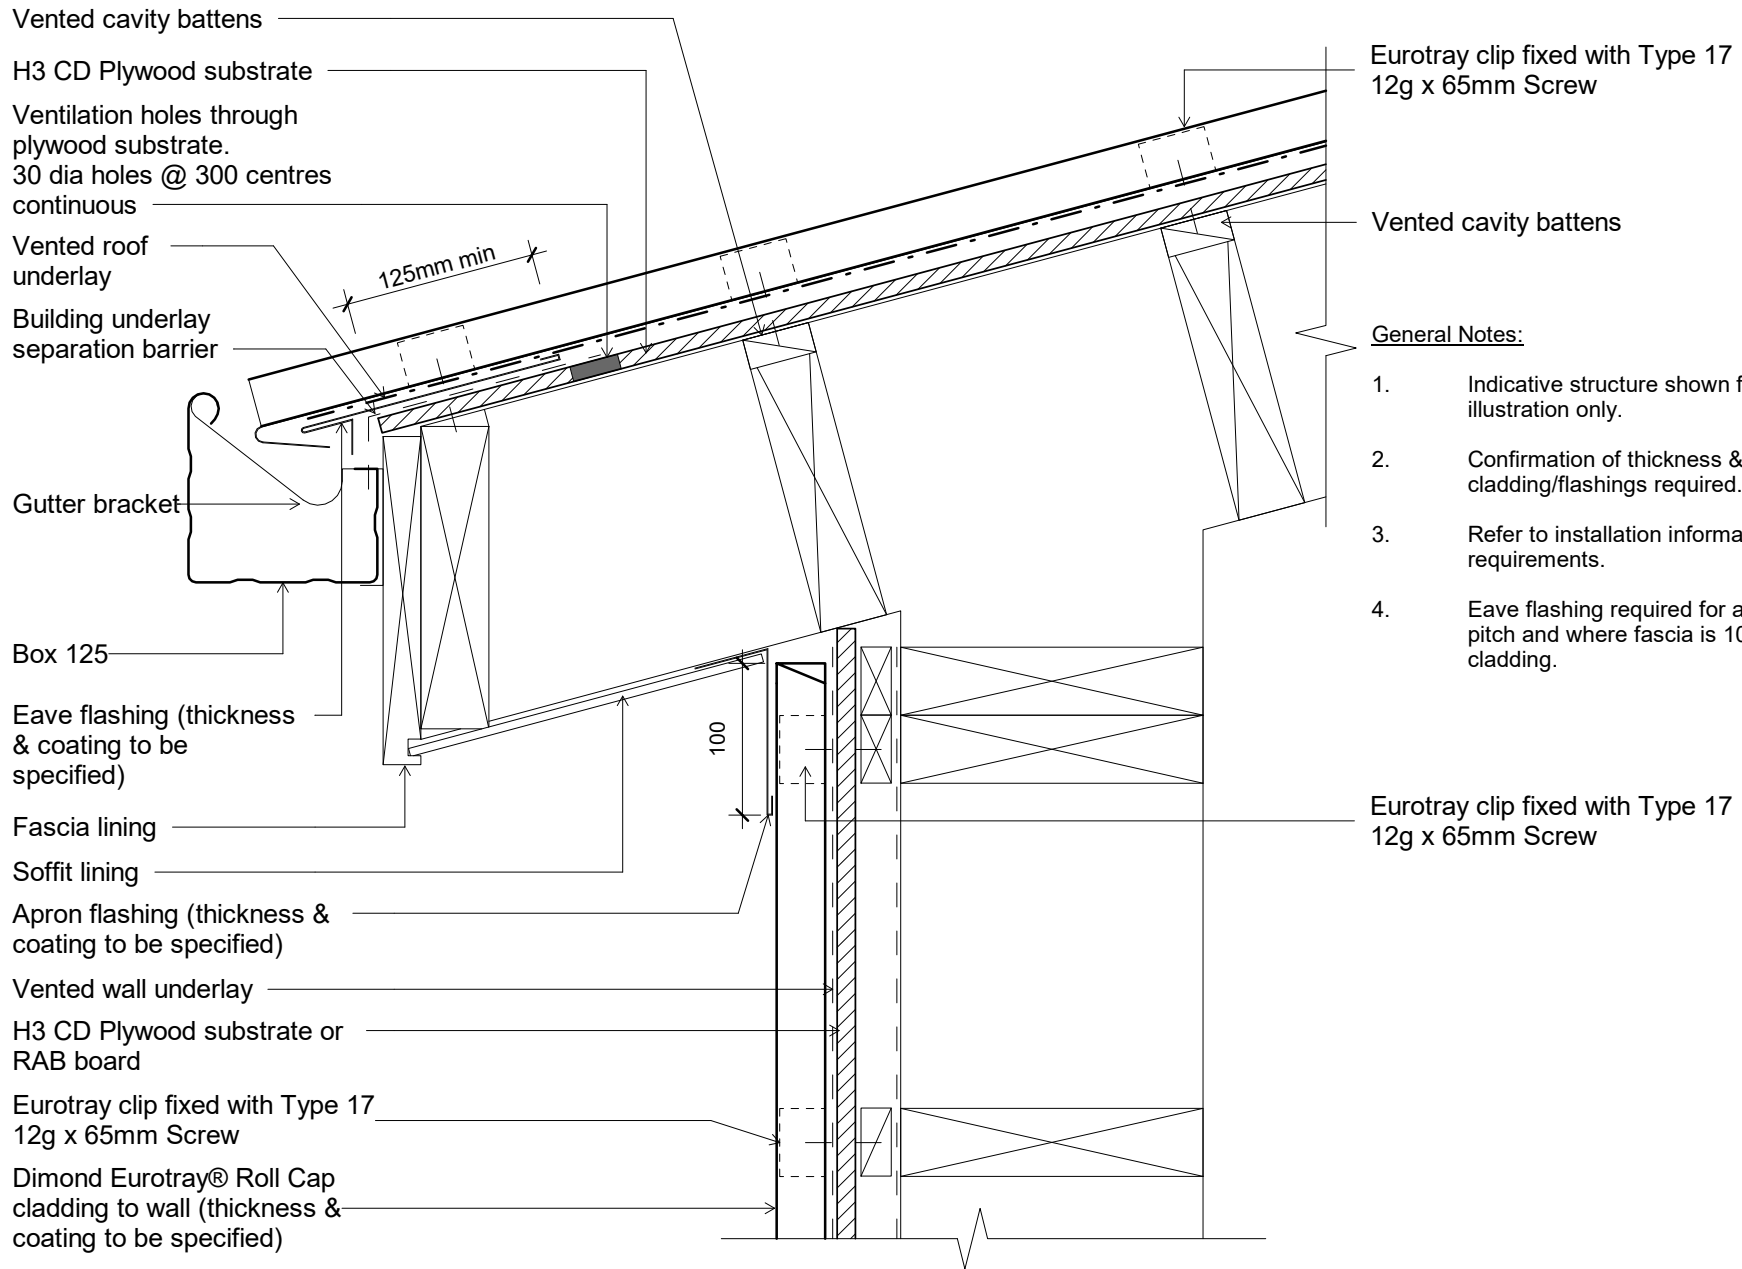 Vented cavity battens
H3 CD Plywood substrate
Ventilation holes through
plywood substrate.
30 dia holes @ 300 centres
continuous
Vented roof
underlay
Building underlay
separation barrier
Gutter bracket
Box 125
Eave flashing (thickness
& coating to be
specified)
Fascia lining
Soffit lining
Apron flashing (thickness &
coating to be specified)
Vented wall underlay
H3 CD Plywood substrate or
RAB board
Eurotray clip fixed with Type 17
12g x 65mm Screw
Dimond Eurotray® Roll Cap
cladding to wall (thickness &
coating to be specified)
125mm min
100
Eurotray clip fixed with Type 17
12g x 65mm Screw
Vented cavity battens
General Notes:
1. Indicative structure shown f
illustration only.
2. Confirmation of thickness &
cladding/flashings required.
3. Refer to installation informa
requirements.
4. Eave flashing required for a
pitch and where fascia is 10
cladding.
Eurotray clip fixed with Type 17
12g x 65mm Screw